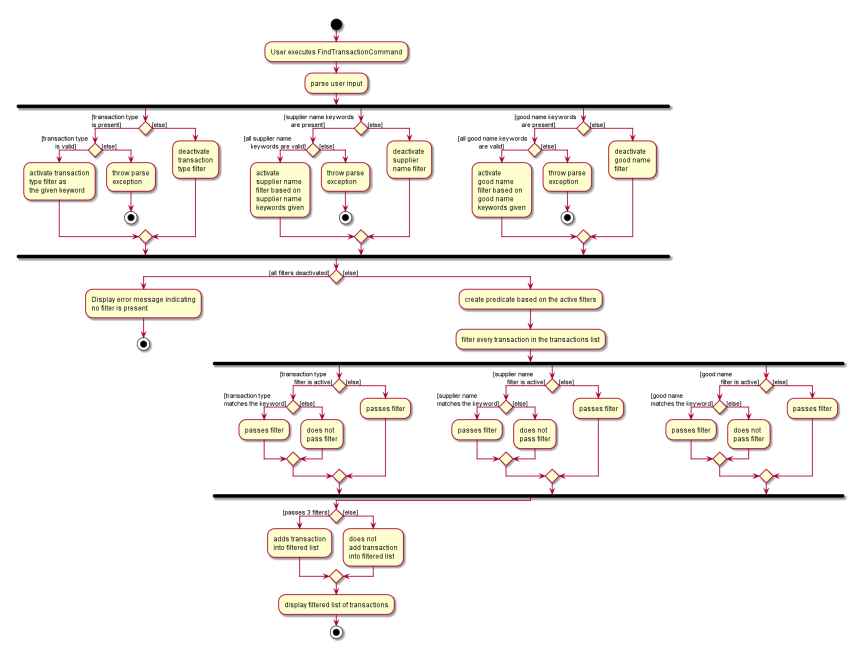 User executes FindTransactionCommand
parse user input
[transaction type
is present]
[else]
[transaction type
is valid]
[else]
activate transaction
type filter as
the given keyword
throw parse
exception
deactivate
transaction
type filter
[supplier name keywords
are present]
[else]
[all supplier name
keywords are valid]
[else]
activate
supplier name
filter based on
supplier name
keywords given
throw parse
exception
deactivate
supplier
name filter
[good name keywords
are present]
[else]
[all good name keywords
are valid]
[else]
activate
good name
filter based on
good name
keywords given
throw parse
exception
deactivate
good name
filter
[all filters deactivated]
[else]
Display error message indicating
no filter is present
create predicate based on the active filters
filter every transaction in the transactions list
[transaction type
filter is active]
[else]
[transaction type
matches the keyword]
[else]
passes filter
does not
pass filter
passes filter
[supplier name
filter is active]
[else]
[supplier name
matches the keyword]
[else]
passes filter
does not
pass filter
passes filter
[good name
filter is active]
[else]
[good name
matches the keyword]
[else]
passes filter
does not
pass filter
passes filter
[passes 3 filters]
[else]
adds transaction
into filtered list
does not
add transaction
into filtered list
display filtered list of transactions